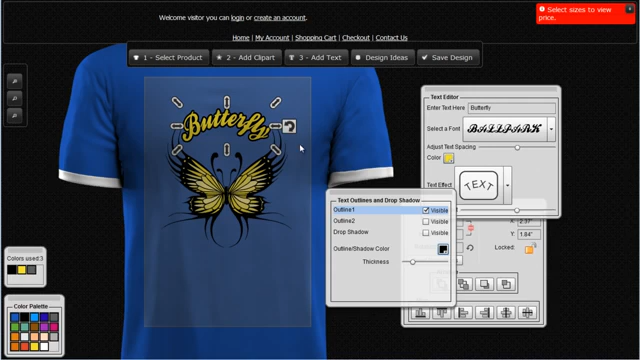 Welcome visitor you can login or create an account.
Select sizes to view price.
Home | My Account | Shopping Cart | Checkout | Contact Us
1 - Select Product
2 - Add Clipart
3 - Add Text
Design Ideas
Save Design
Butterfly
Text Editor
Enter Text Here
Butterfly
Select a Font
BALLPARK
Adjust Text Spacing
Color
Text Effect
TEXT
Text Outlines and Drop Shadow
Outline1
Visible
Outline2
Visible
Drop Shadow
Visible
Outline/Shadow Color
Thickness
X: 2.37"
Y: 1.84"
Locked:
Colors used:3
Color Palette